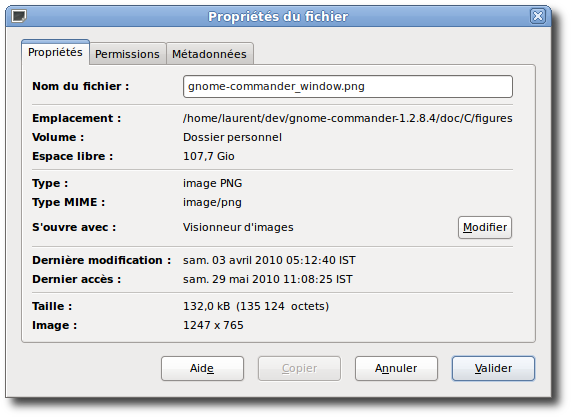 Propriétés du fichier
Propriétés Permissions Métadonnées
Nom du fichier : gnome-commander_window.png
Emplacement : /home/laurent/dev/gnome-commander-1.2.8.4/doc/C/figures
Volume : Dossier personnel
Espace libre : 107,7 Gio
Type : image PNG
Type MIME : image/png
S'ouvre avec : Visionneur d'images Modifier
Dernière modification : sam. 03 avril 2010 05:12:40 IST
Dernier accès : sam. 29 mai 2010 11:08:25 IST
Taille : 132,0 kB (135 124 octets)
Image : 1247 x 765
Aide Copier Annuler Valider